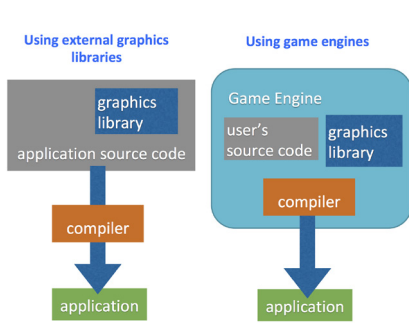 Using external graphics
libraries
graphics
library
application source code
compiler
application
Using game engines
Game Engine
user's
source code
graphics
library
compiler
application